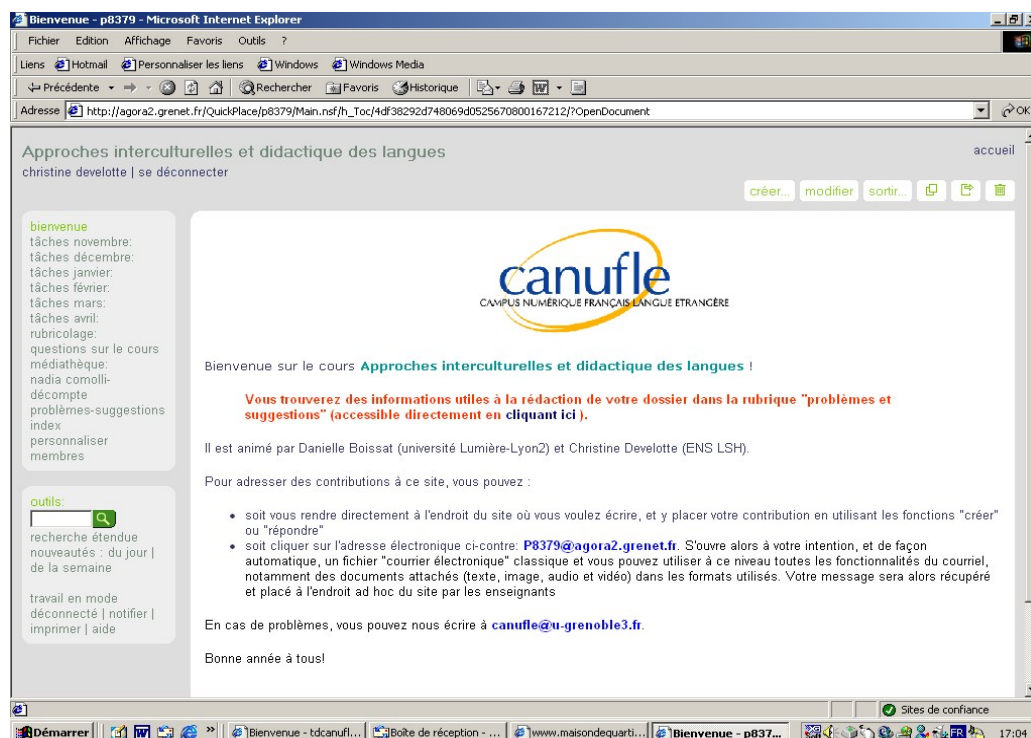 Bienvenue - p8379 - Microsoft Internet Explorer
Fichier Edition Affichage Favoris Outils ?
Liens Hotmail Personnaliser les liens Windows Windows Media
Précédente Rechercher Favoris Historique
Adresse http://agora2.grenet.fr/QuickPlace/p8379/Main.nsf/h_Toc/4df38292d748069d0525670800167212/?OpenDocument OK
Approches interculturelles et didactique des langues
accueil
christine develotte | se déconnecter
créer... modifier sortir...
bienvenue
tâches novembre:
tâches décembre:
tâches janvier:
tâches février:
tâches mars:
tâches avril:
rubricolage:
questions sur le cours
médiathèque:
nadia comolli-
décompte
problèmes-suggestions
index
personnaliser
membres
outils:
recherche étendue
nouveautés : du jour |
de la semaine
travail en mode
déconnecté | notifier |
imprimer | aide
canufle
CAMPUS NUMÉRIQUE FRANÇAIS LANGUE ETRANGÈRE
Bienvenue sur le cours Approches interculturelles et didactique des langues !
Vous trouverez des informations utiles à la rédaction de votre dossier dans la rubrique "problèmes et
suggestions" (accessible directement en cliquant ici ).
Il est animé par Danielle Boissat (université Lumière-Lyon2) et Christine Develotte (ENS LSH).
Pour adresser des contributions à ce site, vous pouvez :
• soit vous rendre directement à l'endroit du site où vous voulez écrire, et y placer votre contribution en utilisant les fonctions "créer"
ou "répondre"
• soit cliquer sur l'adresse électronique ci-contre: P8379@agora2.grenet.fr. S'ouvre alors à votre intention, et de façon
automatique, un fichier "courrier électronique" classique et vous pouvez utiliser à ce niveau toutes les fonctionnalités du courriel,
notamment des documents attachés (texte, image, audio et vidéo) dans les formats utilisés. Votre message sera alors récupéré
et placé à l'endroit ad hoc du site par les enseignants
En cas de problèmes, vous pouvez nous écrire à canufle@u-grenoble3.fr.
Bonne année à tous!
Sites de confiance
Démarrer » Bienvenue - tdcanufl... Boîte de réception - ... www.maisondequarti... Bienvenue - p837... FR 17:04